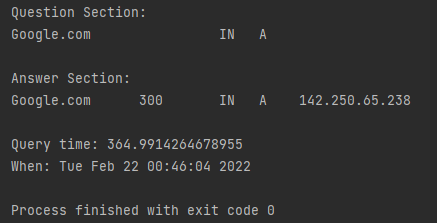 Question Section:
Google.com IN A
Answer Section:
Google.com 300 IN A 142.250.65.238
Query time: 364.9914264678955
When: Tue Feb 22 00:46:04 2022
Process finished with exit code 0